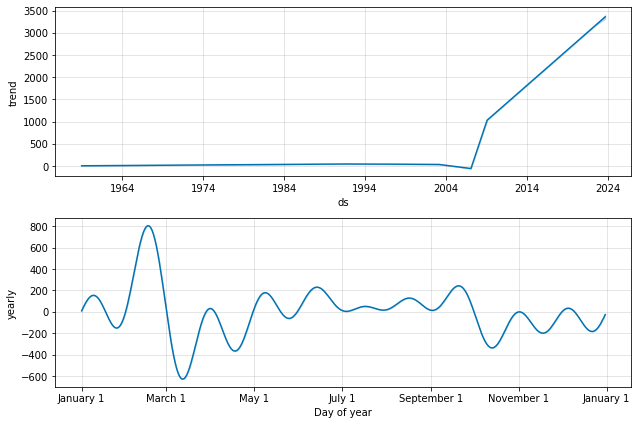 3500
3000
2500
2000
1500
1000
500
0
trend
1964 1974 1984 1994 2004 2014 2024
ds
800
600
400
200
0
−200
−400
−600
yearly
January 1 March 1 May 1 July 1 September 1 November 1 January 1
Day of year